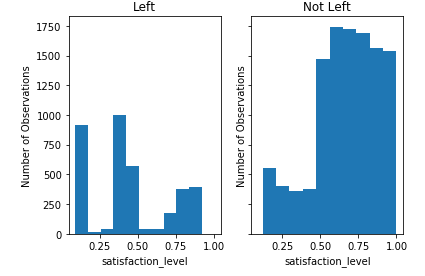 Left
Not Left
1750
1500
1250
1000
750
500
250
0
Number of Observations
Number of Observations
0.25 0.50 0.75 1.00
0.25 0.50 0.75 1.00
satisfaction_level
satisfaction_level